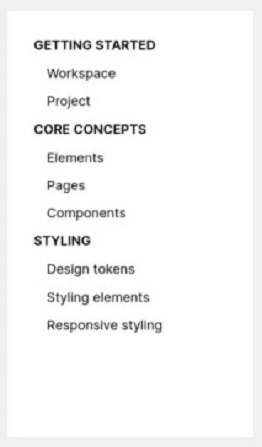 GETTING STARTED
Workspace
Project
CORE CONCEPTS
Elements
Pages
Components
STYLING
Design tokens
Styling elements
Responsive styling